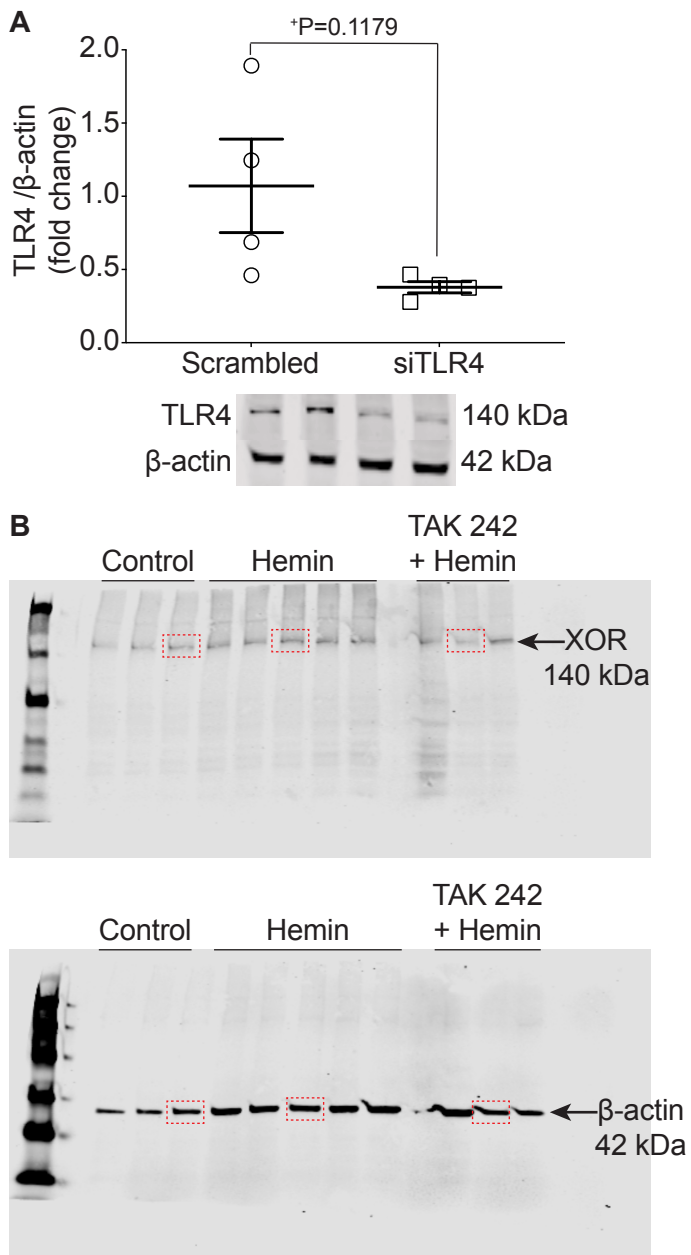 A
⁺P=0.1179
TLR4 /β-actin
(fold change)
2.0
1.5
1.0
0.5
0.0
Scrambled siTLR4
TLR4 140 kDa
β-actin 42 kDa
B
Control Hemin TAK 242
+ Hemin
XOR
140 kDa
Control Hemin TAK 242
+ Hemin
β-actin
42 kDa